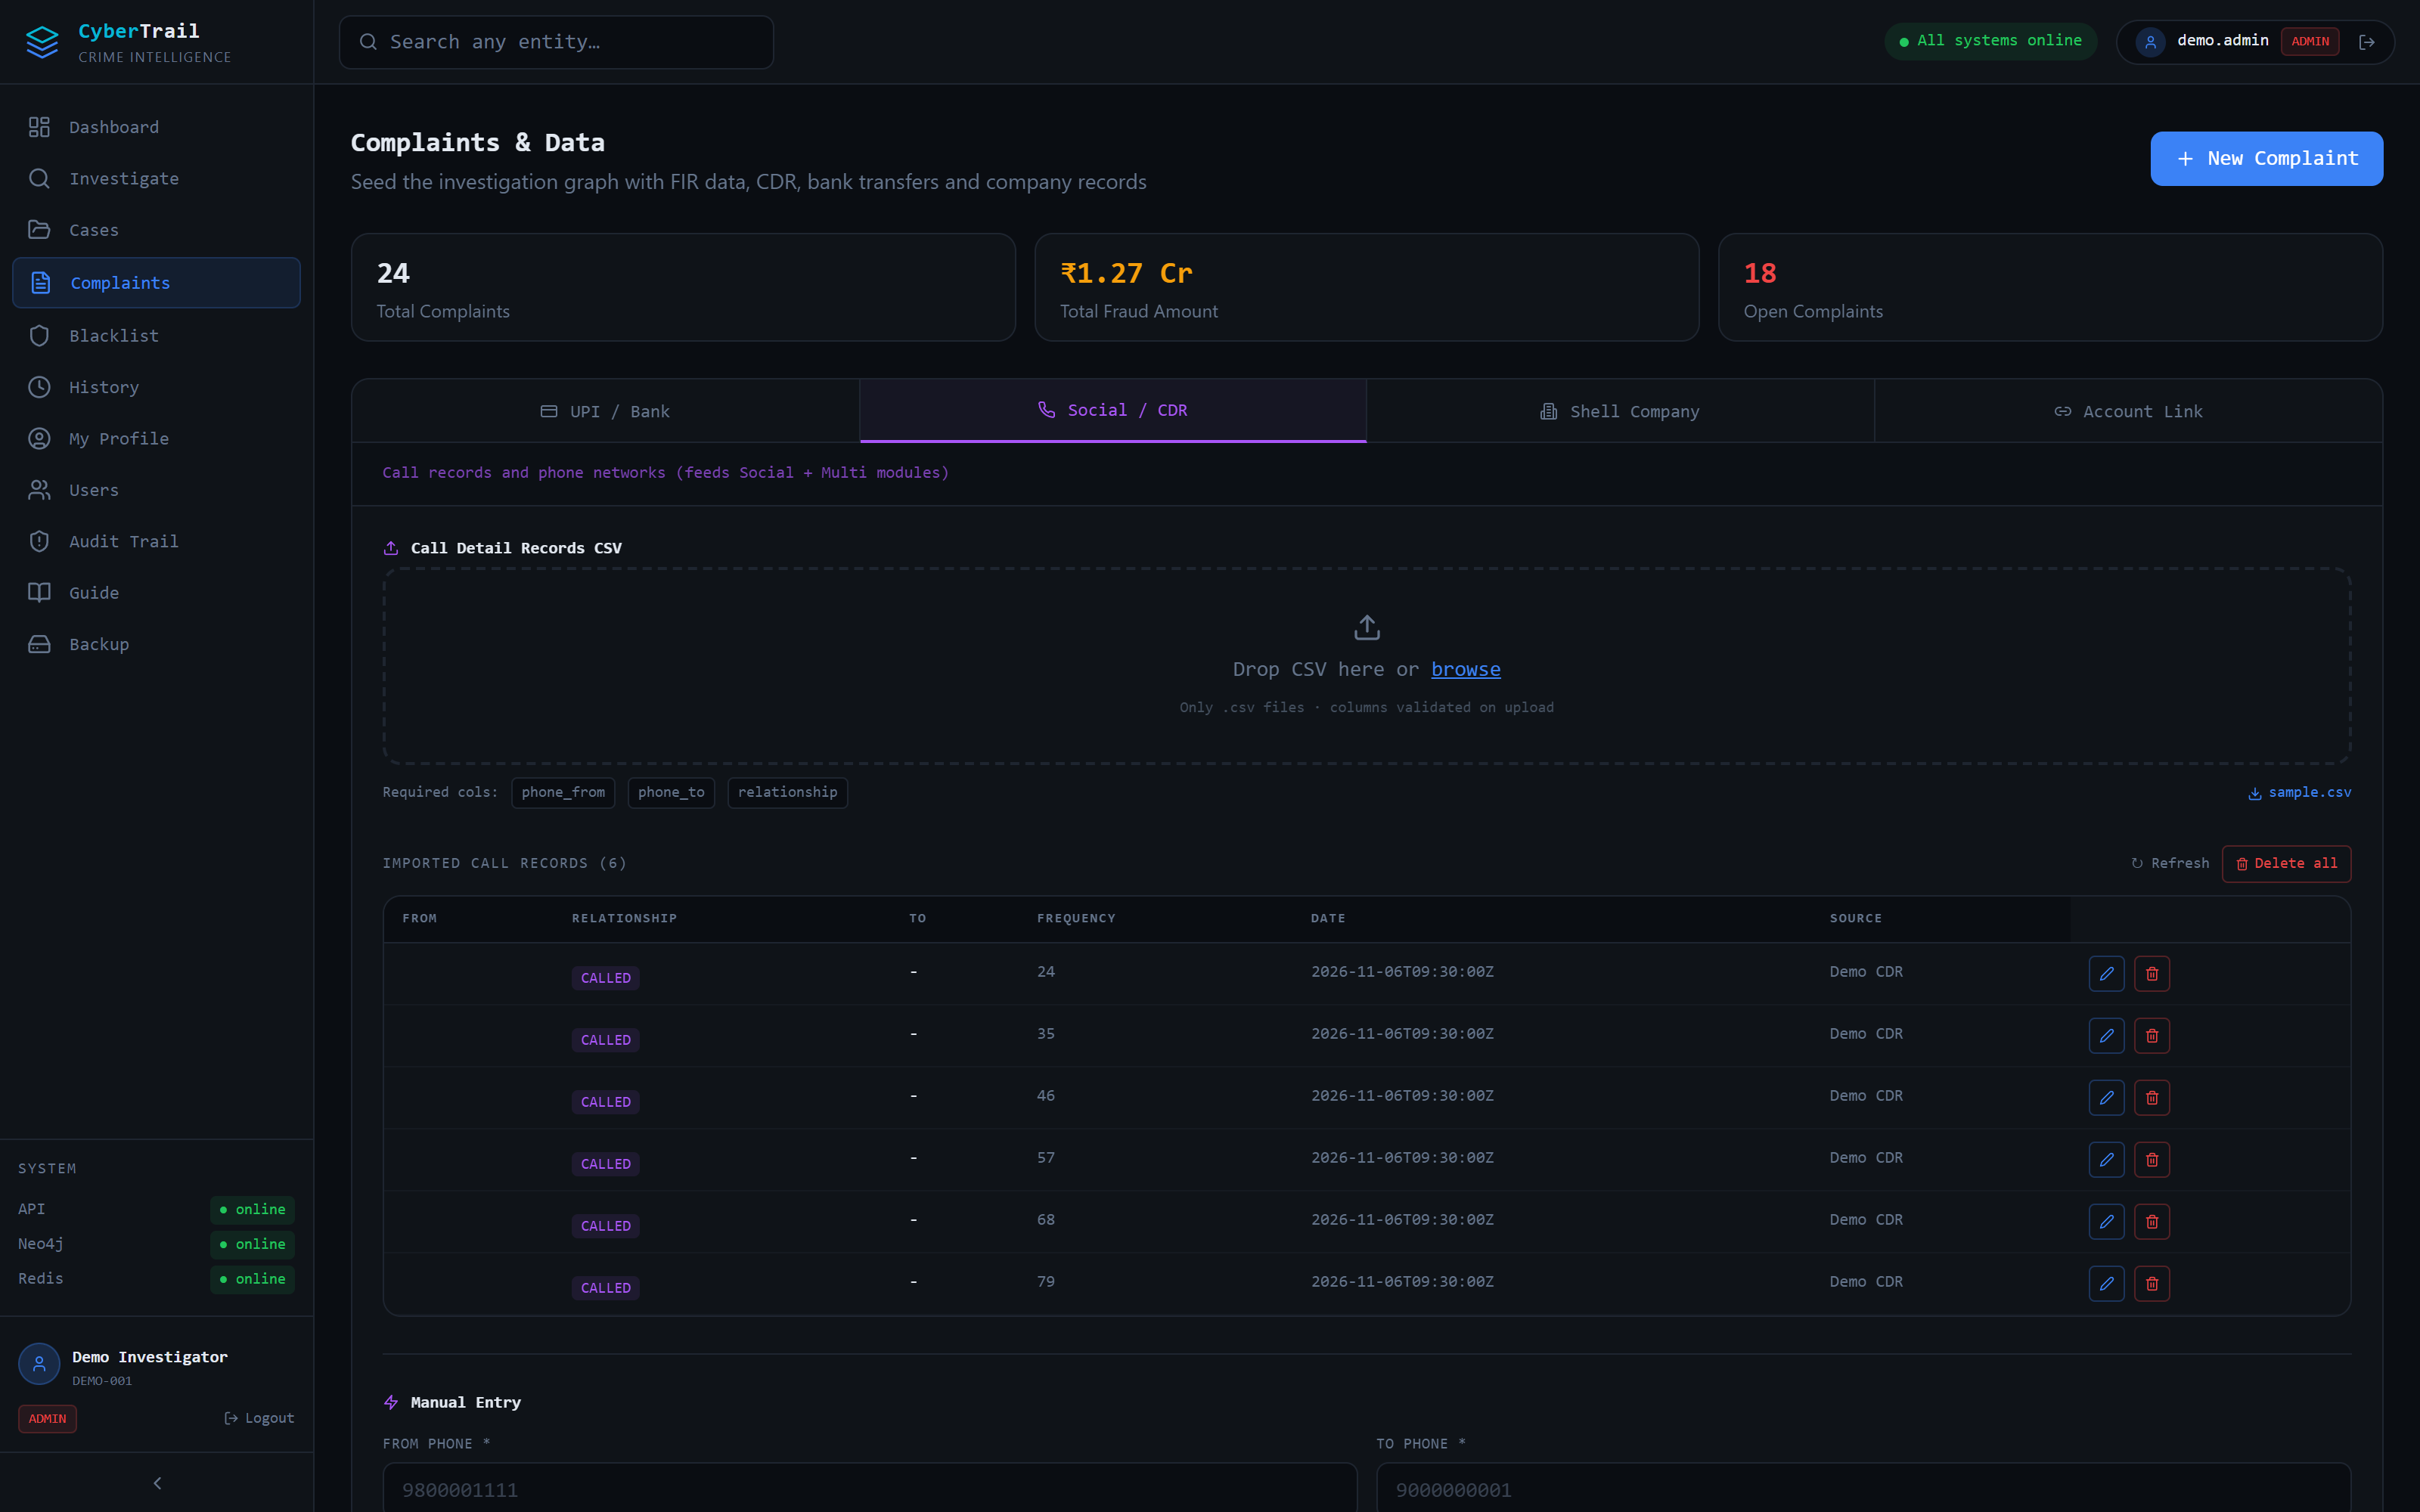 CyberTrail
CRIME INTELLIGENCE
Search any entity…
All systems online
demo.admin
ADMIN
Dashboard
Investigate
Cases
Complaints
Blacklist
History
My Profile
Users
Audit Trail
Guide
Backup
SYSTEM
API online
Neo4j online
Redis online
Demo Investigator
DEMO-001
ADMIN
Logout
Complaints & Data
Seed the investigation graph with FIR data, CDR, bank transfers and company records
New Complaint
24
Total Complaints
₹1.27 Cr
Total Fraud Amount
18
Open Complaints
UPI / Bank
Social / CDR
Shell Company
Account Link
Call records and phone networks (feeds Social + Multi modules)
Call Detail Records CSV
Drop CSV here or browse
Only .csv files · columns validated on upload
Required cols: phone_from phone_to relationship
sample.csv
IMPORTED CALL RECORDS (6)
↻ Refresh
Delete all
FROM RELATIONSHIP TO FREQUENCY DATE SOURCE
CALLED - 24 2026-11-06T09:30:00Z Demo CDR
CALLED - 35 2026-11-06T09:30:00Z Demo CDR
CALLED - 46 2026-11-06T09:30:00Z Demo CDR
CALLED - 57 2026-11-06T09:30:00Z Demo CDR
CALLED - 68 2026-11-06T09:30:00Z Demo CDR
CALLED - 79 2026-11-06T09:30:00Z Demo CDR
Manual Entry
FROM PHONE *
9800001111
TO PHONE *
9000000001